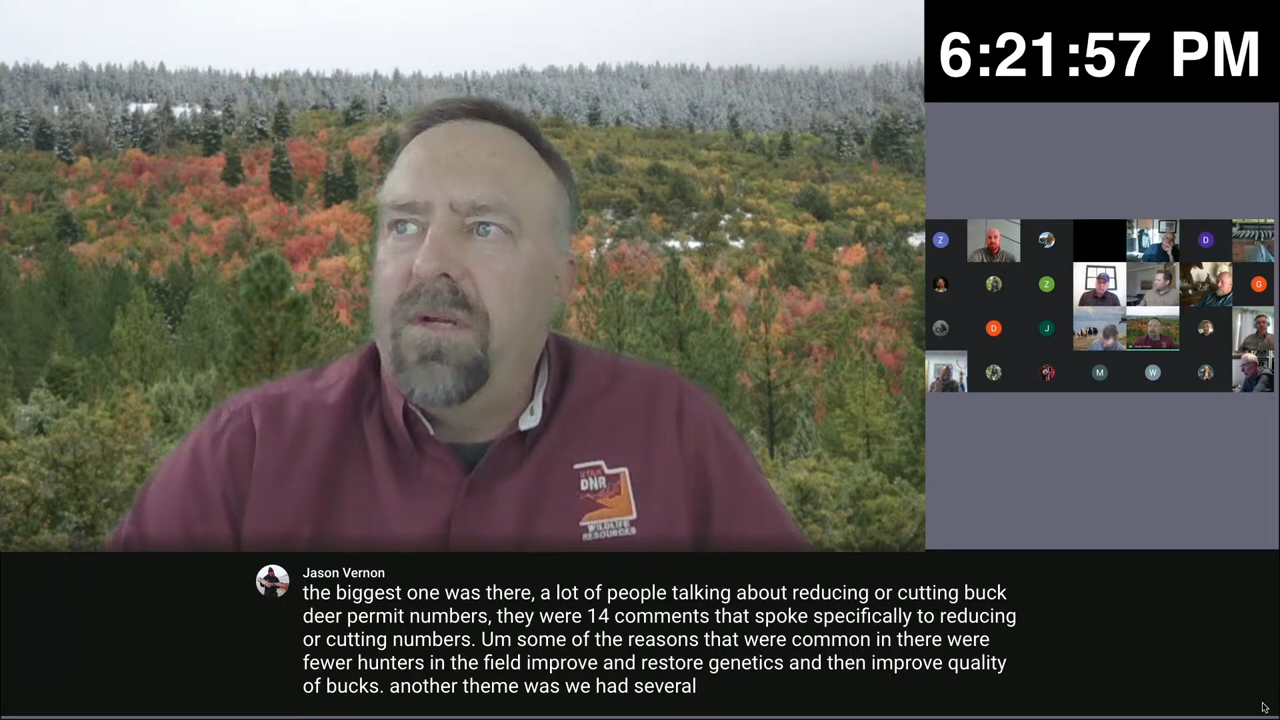 6:21:57 PM
Z
D
Z
G
D
J
M
W
UTAH
DNR
WILDLIFE
RESOURCES
Jason Vernon
the biggest one was there, a lot of people talking about reducing or cutting buck
deer permit numbers, they were 14 comments that spoke specifically to reducing
or cutting numbers. Um some of the reasons that were common in there were
fewer hunters in the field improve and restore genetics and then improve quality
of bucks. another theme was we had several